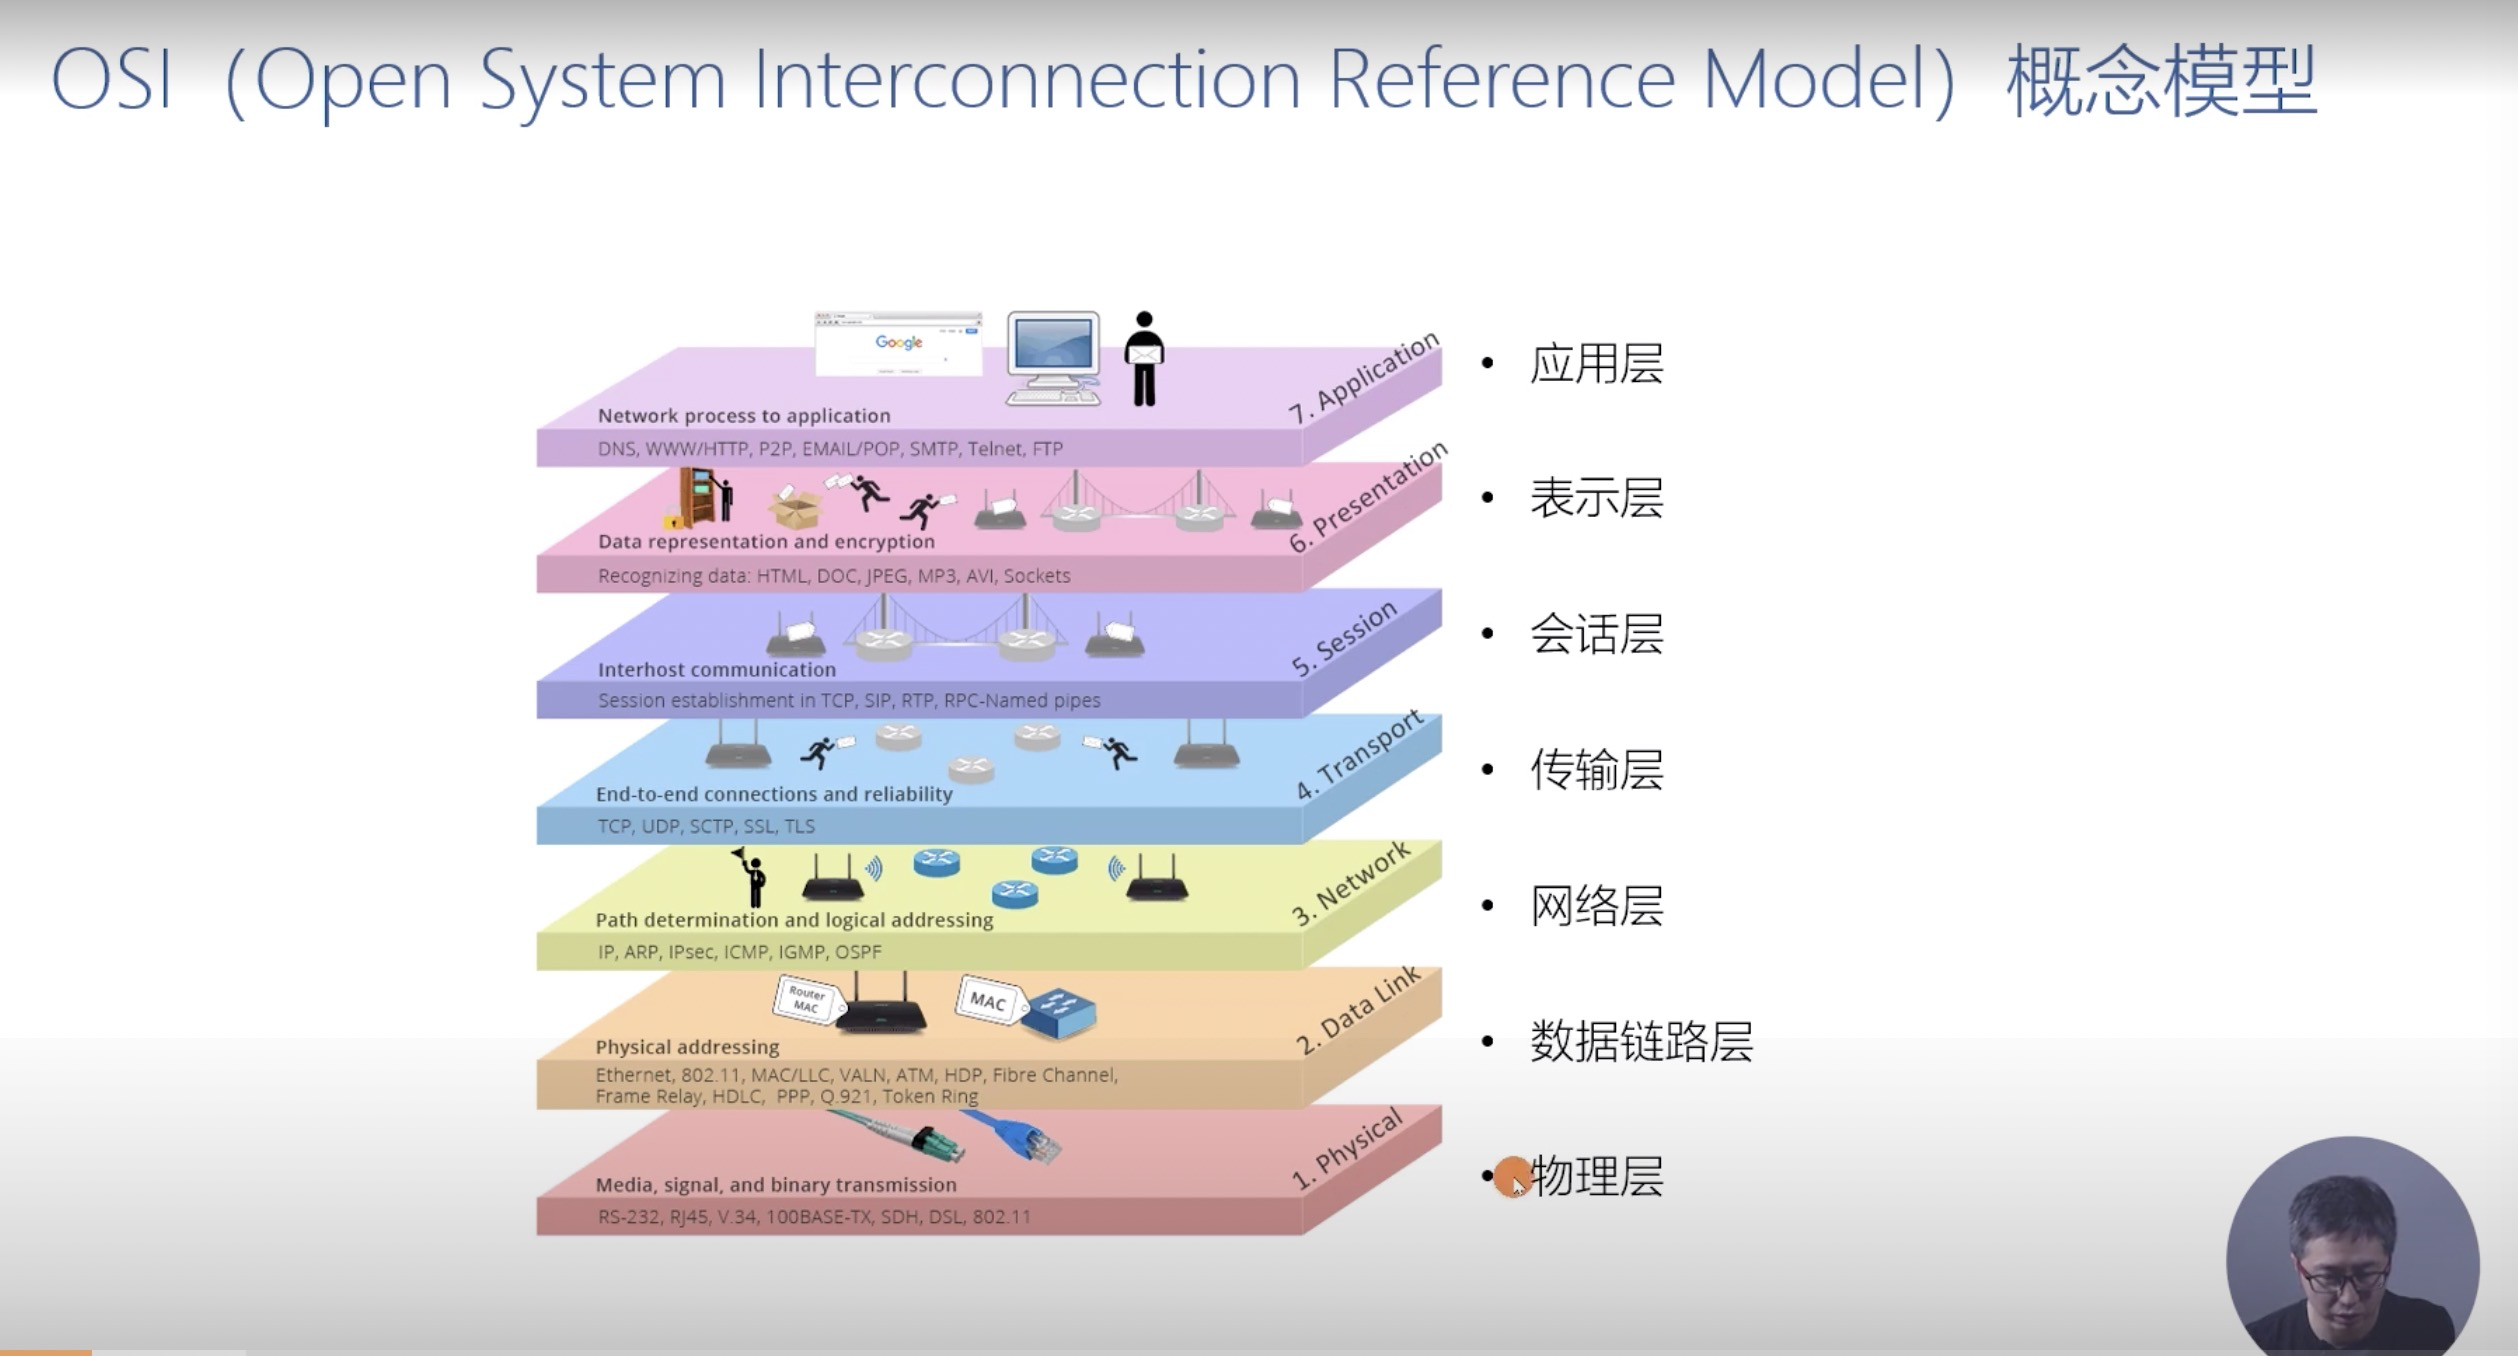 OSI（Open System Interconnection Reference Model）概念模型
Google
7. Application
Network process to application
DNS, WWW/HTTP, P2P, EMAIL/POP, SMTP, Telnet, FTP
• 应用层
6. Presentation
Data representation and encryption
Recognizing data: HTML, DOC, JPEG, MP3, AVI, Sockets
• 表示层
5. Session
Interhost communication
Session establishment in TCP, SIP, RTP, RPC-Named pipes
• 会话层
4. Transport
End-to-end connections and reliability
TCP, UDP, SCTP, SSL, TLS
• 传输层
3. Network
Path determination and logical addressing
IP, ARP, IPsec, ICMP, IGMP, OSPF
• 网络层
Router
MAC
MAC
2. Data Link
Physical addressing
Ethernet, 802.11, MAC/LLC, VALN, ATM, HDP, Fibre Channel,
Frame Relay, HDLC, PPP, Q.921, Token Ring
• 数据链路层
1. Physical
Media, signal, and binary transmission
RS-232, RJ45, V.34, 100BASE-TX, SDH, DSL, 802.11
• 物理层